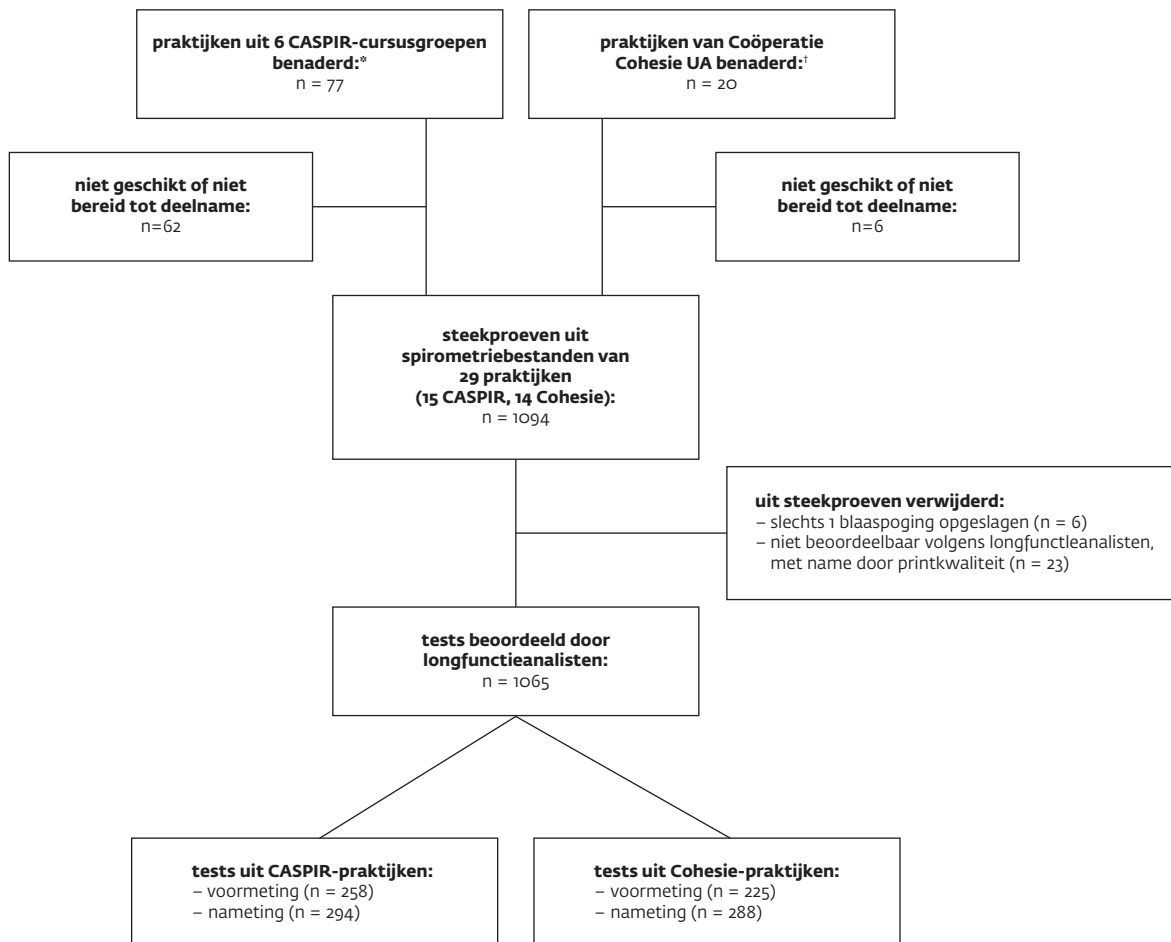 praktijken uit 6 CASPIR-cursusgroepen
benaderd:*
n = 77
praktijken van Coöperatie
Cohesie UA benaderd:†
n = 20
niet geschikt of niet
bereid tot deelname:
n=62
niet geschikt of niet
bereid tot deelname:
n=6
steekproeven uit
spirometriebestanden van
29 praktijken
(15 CASPIR, 14 Cohesie):
n = 1094
uit steekproeven verwijderd:
– slechts 1 blaaspoging opgeslagen (n = 6)
– niet beoordeelbaar volgens longfunctleanalisten,
met name door printkwaliteit (n = 23)
tests beoordeeld door
longfunctieanalisten:
n = 1065
tests uit CASPIR-praktijken:
– voormeting (n = 258)
– nameting (n = 294)
tests uit Cohesie-praktijken:
– voormeting (n = 225)
– nameting (n = 288)